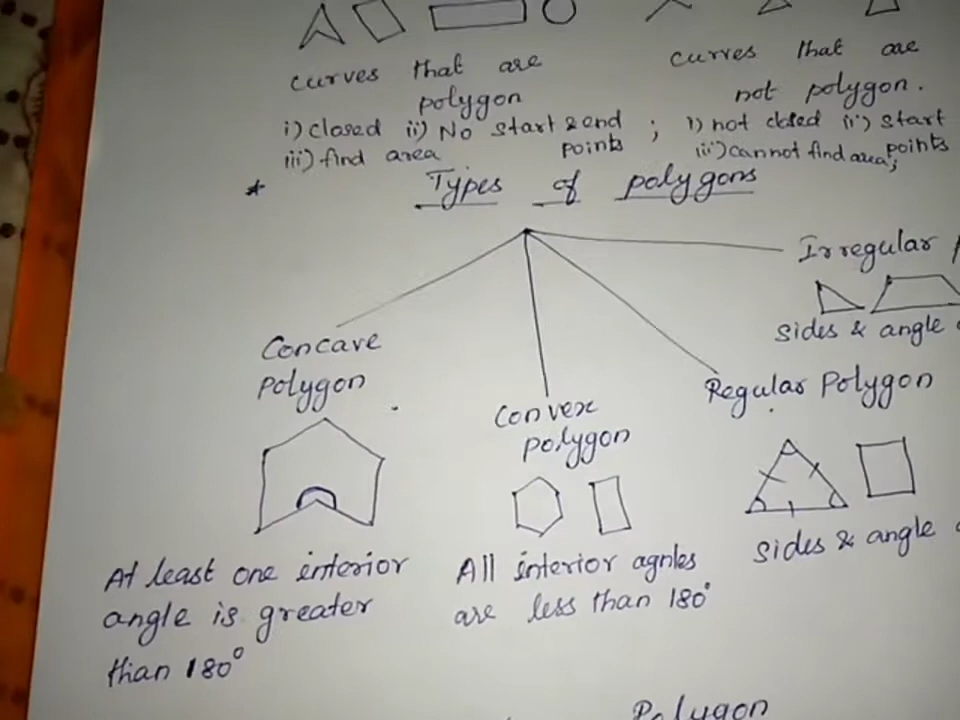 curves that are
polygon
i) closed ii) No start & end
points
iii) find area
curves that are
not polygon.
; i) not closed ii) start
points
iii) cannot find area;
* Types of polygons
Irregular
Sides & angle
Concave
polygon
Convex
polygon
Regular Polygon
Sides & angle
At least one interior
angle is greater
than 180°
All interior agnles
are less than 180°
Polygon